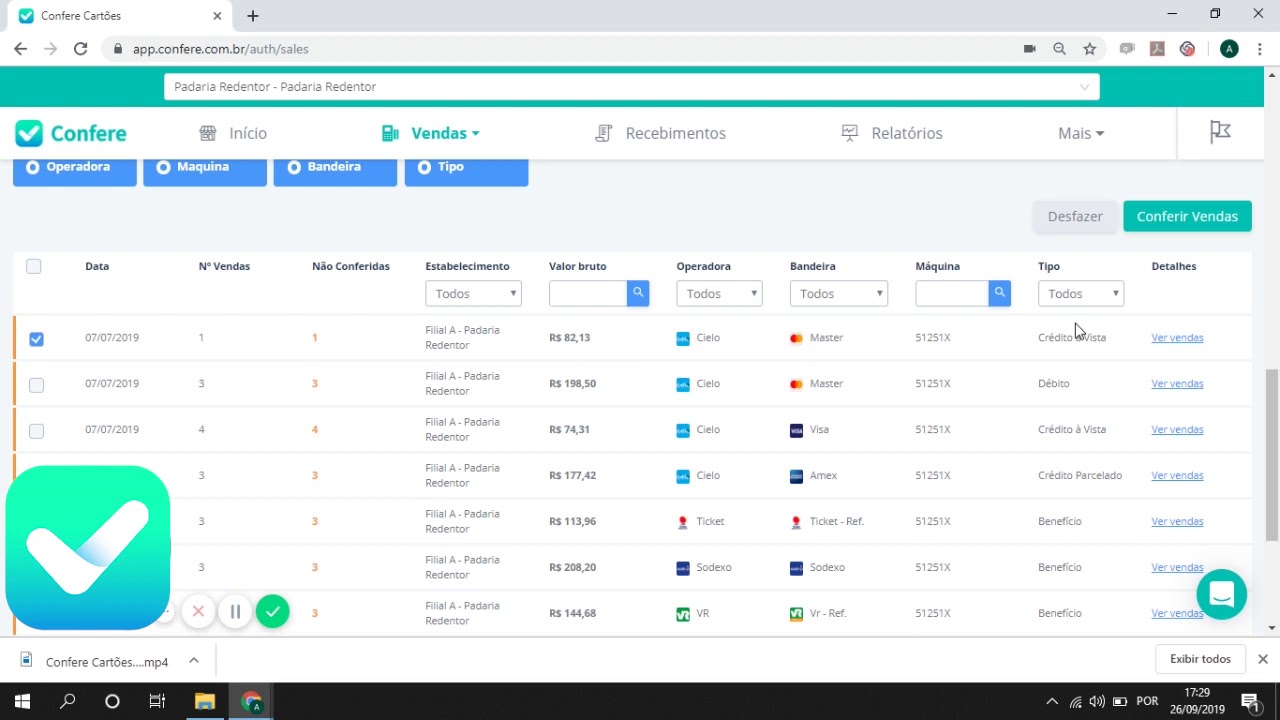 Confere Cartões
app.confere.com.br/auth/sales
A
Padaria Redentor - Padaria Redentor
Confere
Início
Vendas
Recebimentos
Relatórios
Mais
Operadora
Maquina
Bandeira
Tipo
Desfazer
Conferir Vendas
Data Nº Vendas Não Conferidas Estabelecimento Valor bruto Operadora Bandeira Máquina Tipo Detalhes
Todos Todos Todos Todos
07/07/2019 1 1 Filial A - Padaria Redentor R$ 82,13 Cielo Master 51251X Crédito à Vista Ver vendas
07/07/2019 3 3 Filial A - Padaria Redentor R$ 198,50 Cielo Master 51251X Débito Ver vendas
07/07/2019 4 4 Filial A - Padaria Redentor R$ 74,31 Cielo Visa 51251X Crédito à Vista Ver vendas
3 3 Filial A - Padaria Redentor R$ 177,42 Cielo Amex 51251X Crédito Parcelado Ver vendas
3 3 Filial A - Padaria Redentor R$ 113,96 Ticket Ticket - Ref. 51251X Benefício Ver vendas
3 3 Filial A - Padaria Redentor R$ 208,20 Sodexo Sodexo 51251X Benefício Ver vendas
3 Filial A - Padaria Redentor R$ 144,68 VR Vr - Ref. 51251X Benefício Ver vendas
Confere Cartões....mp4
Exibir todos
POR
17:29
26/09/2019
1